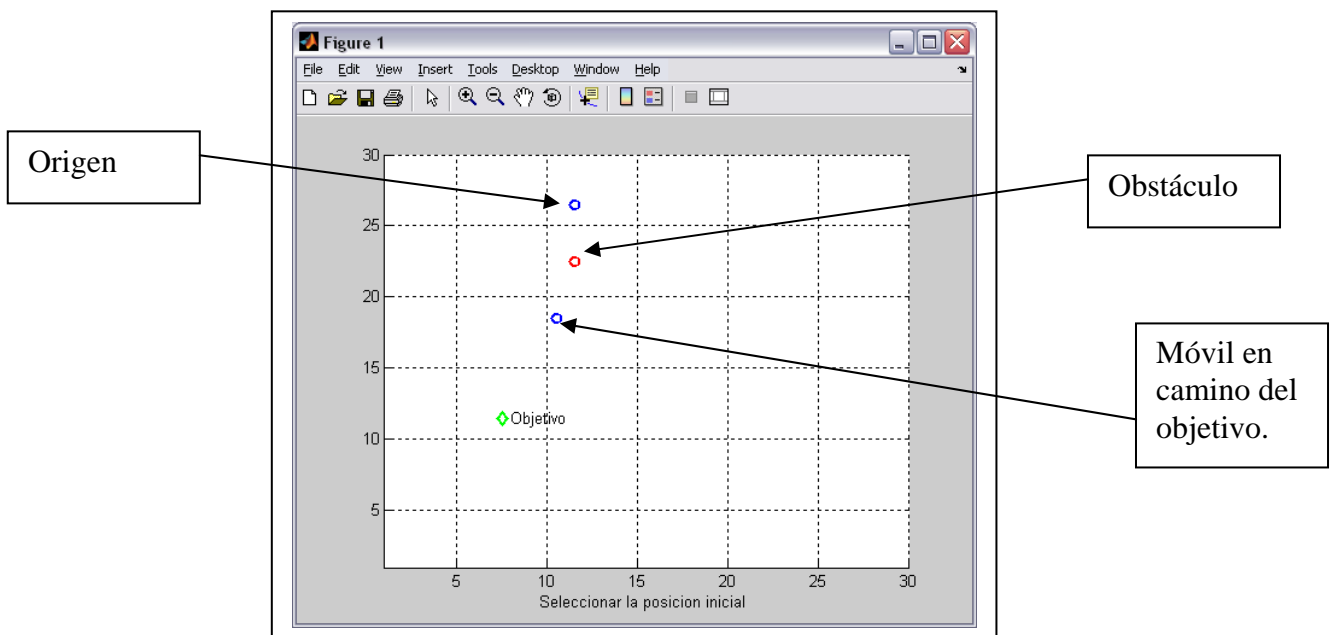 Figure 1
File Edit View Insert Tools Desktop Window Help
Origen
Obstáculo
Móvil en
camino del
objetivo.
30
25
20
15
10
5
Objetivo
5 10 15 20 25 30
Seleccionar la posicion inicial